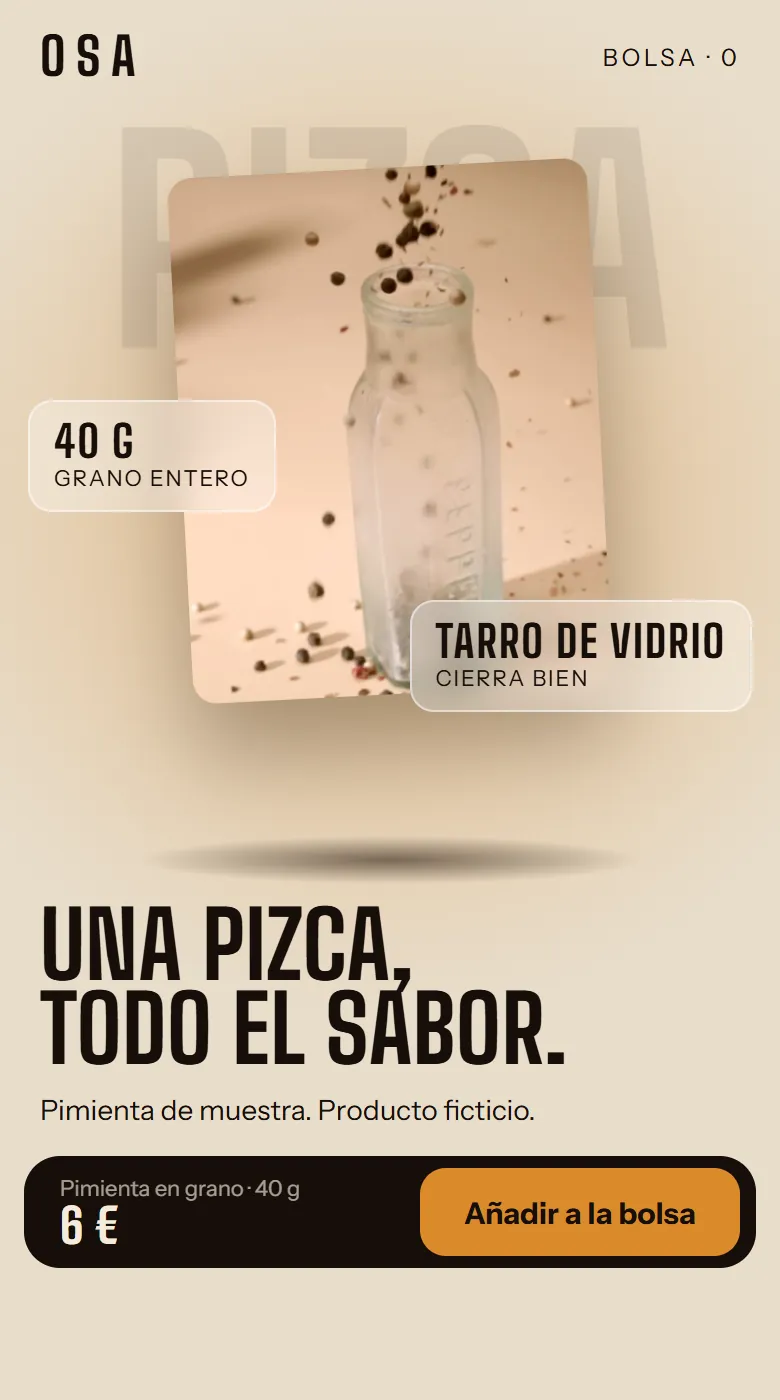 OSA
BOLSA · 0
PIZCA
40 G
GRANO ENTERO
TARRO DE VIDRIO
CIERRA BIEN
UNA PIZCA,
TODO EL SABOR.
Pimienta de muestra. Producto ficticio.
Pimienta en grano · 40 g
6 €
Añadir a la bolsa